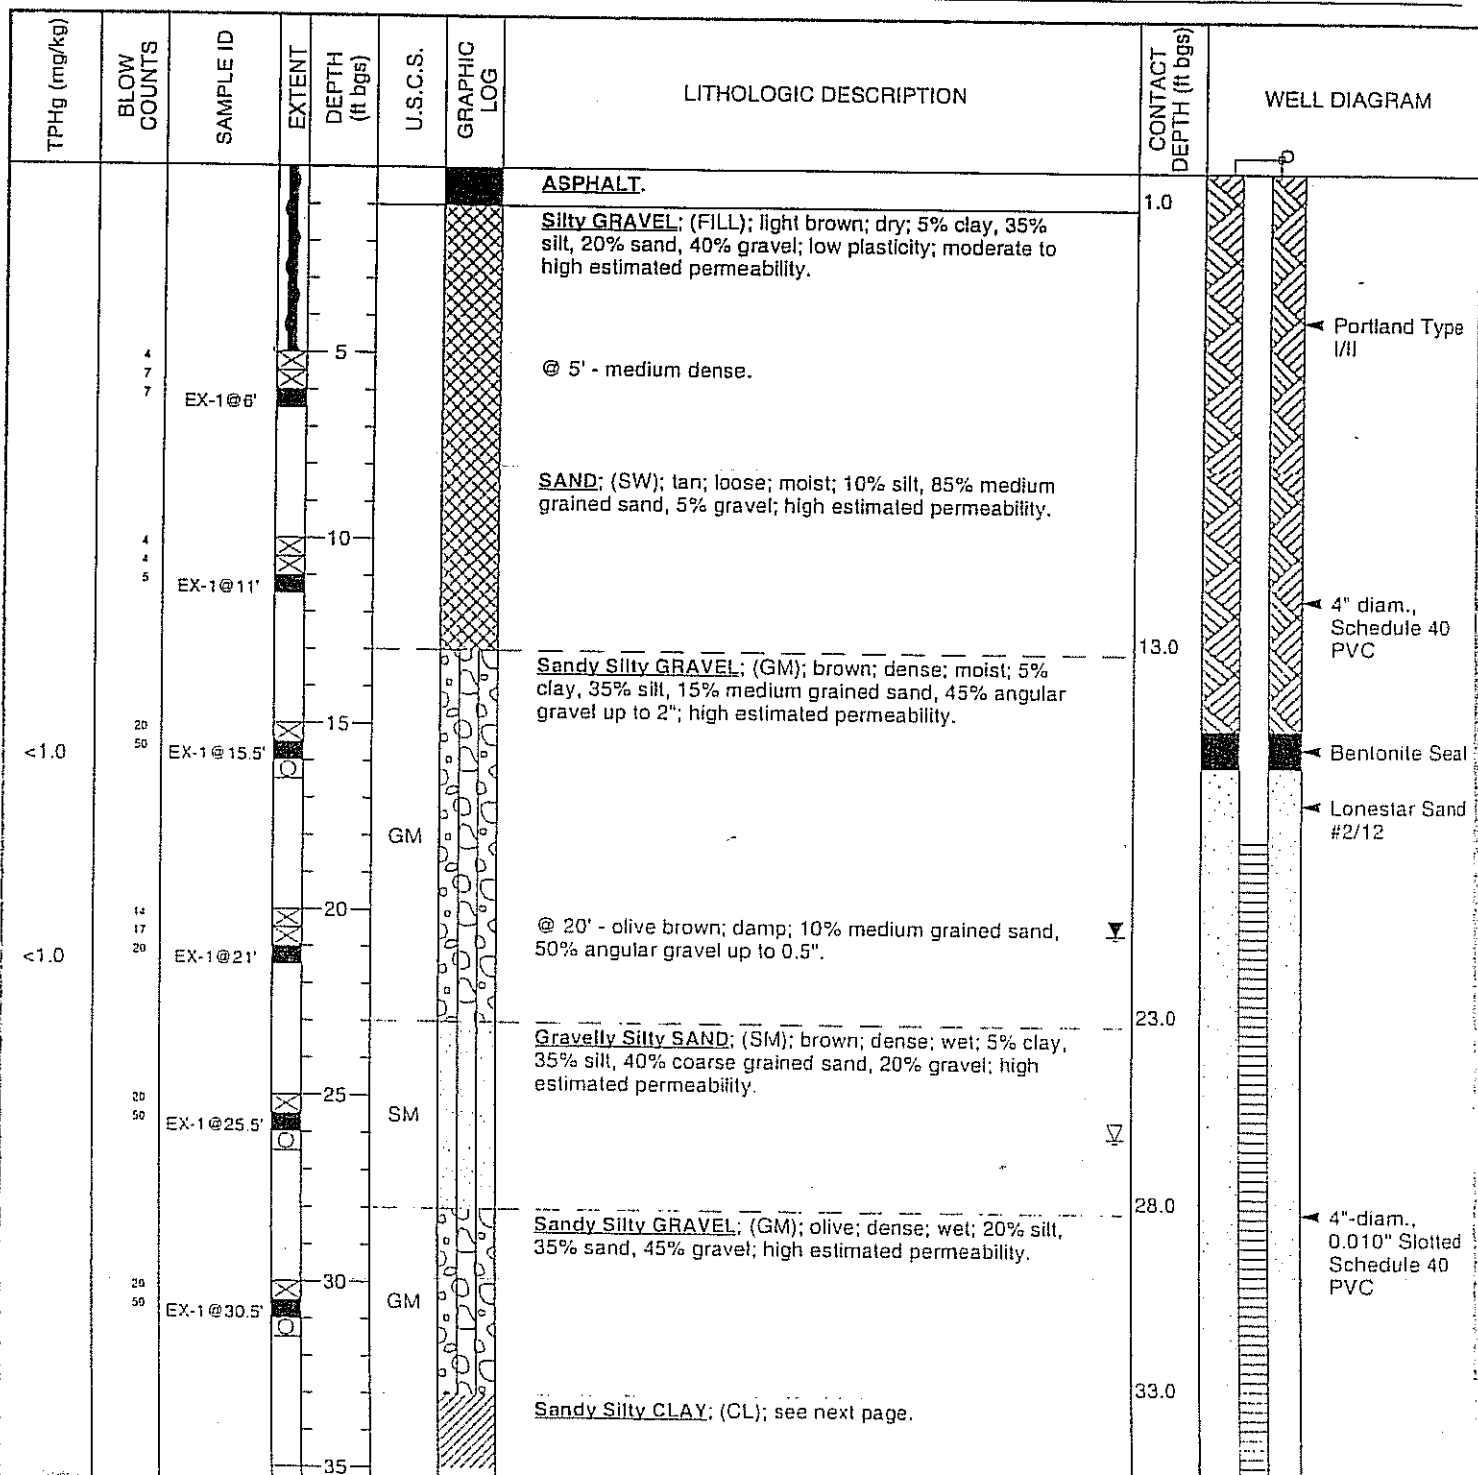 TPHg (mg/kg)
BLOW COUNTS
SAMPLE ID
EXTENT
DEPTH (ft bgs)
U.S.C.S.
GRAPHIC LOG
LITHOLOGIC DESCRIPTION
CONTACT DEPTH (ft bgs)
WELL DIAGRAM
ASPHALT.
1.0
Silty GRAVEL; (FILL); light brown; dry; 5% clay, 35%
silt, 20% sand, 40% gravel; low plasticity; moderate to
high estimated permeability.
Portland Type
I/II
4
7
7
5
@ 5' - medium dense.
EX-1@6'
SAND; (SW); tan; loose; moist; 10% silt, 85% medium
grained sand, 5% gravel; high estimated permeability.
4
4
5
10
EX-1@11'
4" diam.,
Schedule 40
PVC
13.0
Sandy Silty GRAVEL; (GM); brown; dense; moist; 5%
clay, 35% silt, 15% medium grained sand, 45% angular
gravel up to 2"; high estimated permeability.
20
50
15
<1.0
EX-1@15.5'
Bentonite Seal
Lonestar Sand
#2/12
GM
14
17
20
20
@ 20' - olive brown; damp; 10% medium grained sand,
50% angular gravel up to 0.5".
<1.0
EX-1@21'
23.0
Gravelly Silty SAND; (SM); brown; dense; wet; 5% clay,
35% silt, 40% coarse grained sand, 20% gravel; high
estimated permeability.
20
50
25
SM
EX-1@25.5'
28.0
Sandy Silty GRAVEL; (GM); olive; dense; wet; 20% silt,
35% sand, 45% gravel; high estimated permeability.
4"-diam.,
0.010" Slotted
Schedule 40
PVC
30
GM
EX-1@30.5'
33.0
Sandy Silty CLAY; (CL); see next page.
35